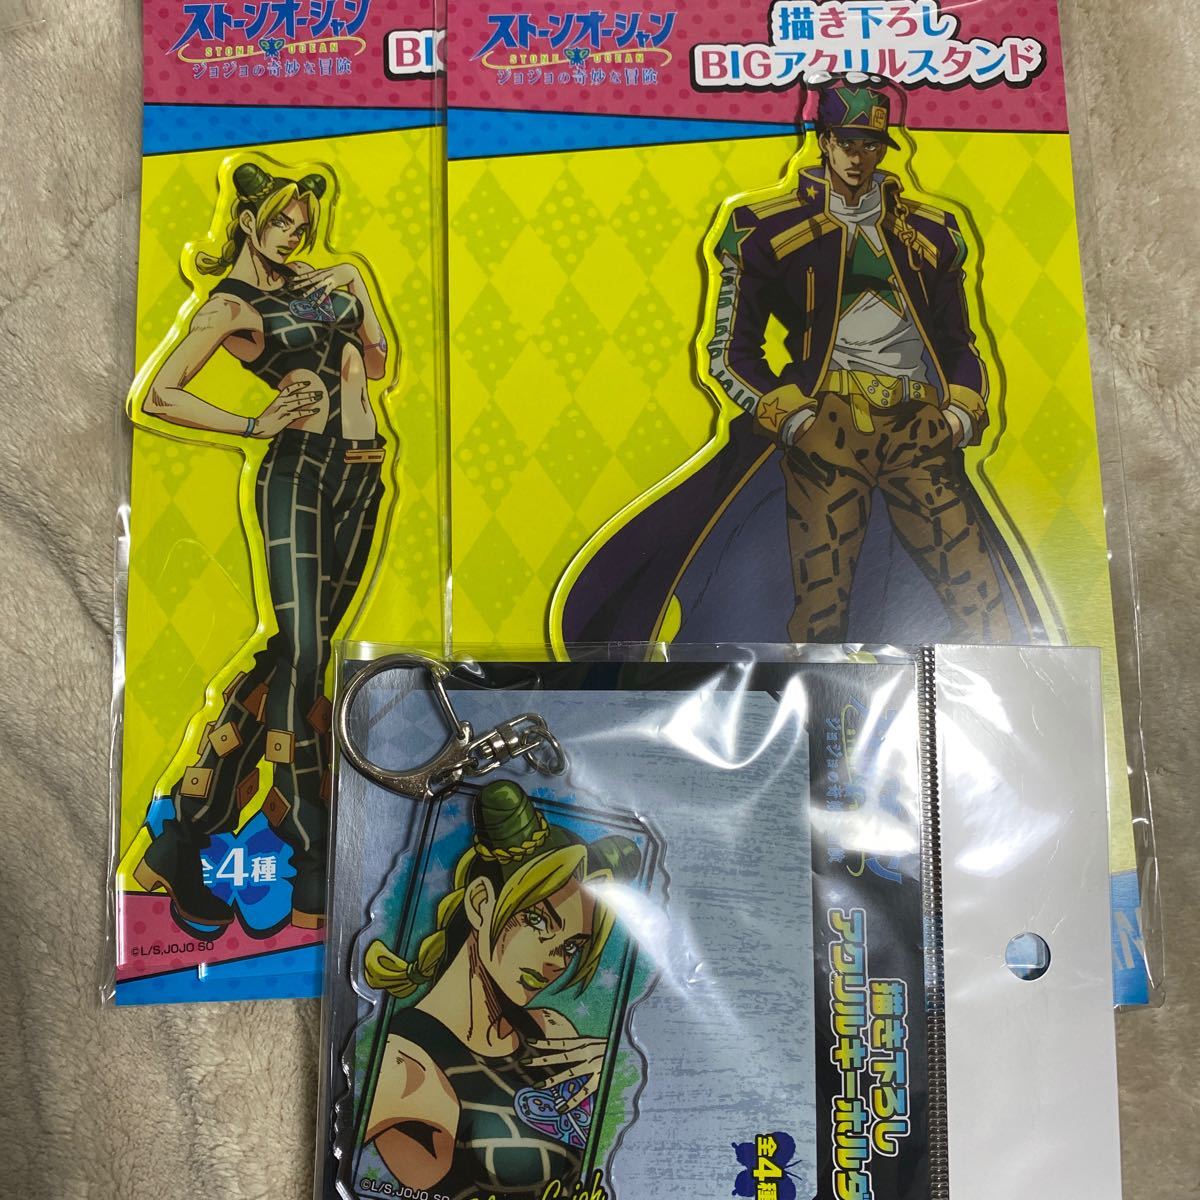 ストーンオーシャン
STONE OCEAN
ジョジョの奇妙な冒険
BIG
全4種
©L/S,JOJO SO
ストーンオーシャン
STONE OCEAN
ジョジョの奇妙な冒険
描き下ろし
BIGアクリルスタンド
描き下ろし
アクリルキーホルダ
全4種
©L/S,JOJO SO